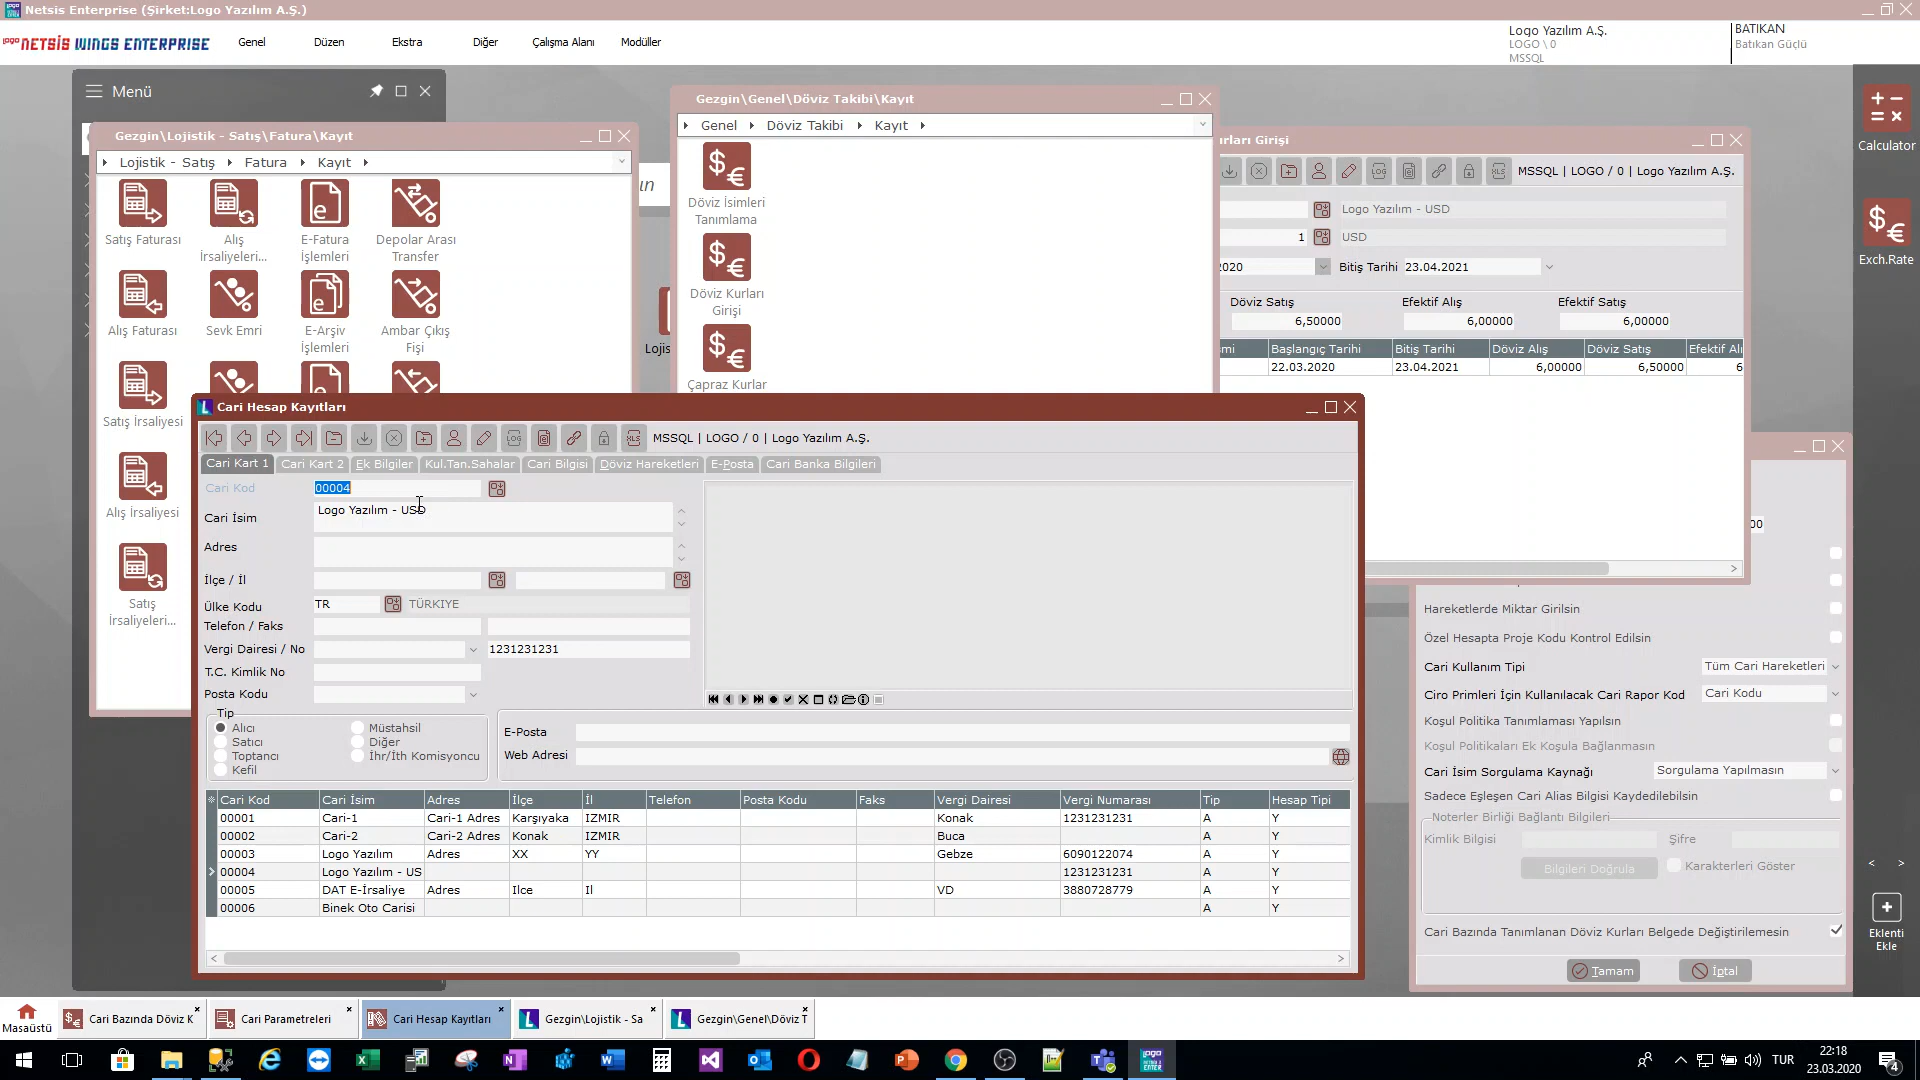 Netsis Enterprise (Şirket:Logo Yazılım A.Ş.)
LOGO NETSİS WINGS ENTERPRISE
Genel
Düzen
Ekstra
Diğer
Çalışma Alanı
Modüller
Logo Yazılım A.Ş.
LOGO \ 0
MSSQL
BATIKAN
Batıkan Güçlü
Menü
Gezgin\Lojistik - Satış\Fatura\Kayıt
Lojistik - Satış
Fatura
Kayıt
Satış Faturası
Alış İrsaliyeleri...
E-Fatura İşlemleri
Depolar Arası Transfer
Alış Faturası
Sevk Emri
E-Arşiv İşlemleri
Ambar Çıkış Fişi
Satış İrsaliyesi
Alış İrsaliyesi
Satış İrsaliyeleri...
Lojis
Gezgin\Genel\Döviz Takibi\Kayıt
Genel
Döviz Takibi
Kayıt
Döviz İsimleri Tanımlama
Döviz Kurları Girişi
Çapraz Kurlar
urları Girişi
MSSQL | LOGO / 0 | Logo Yazılım A.Ş.
Logo Yazılım - USD
1
USD
2020
Bitiş Tarihi
23.04.2021
Döviz Satış
Efektif Alış
Efektif Satış
6,50000
6,00000
6,00000
mi
Başlangıç Tarihi
Bitiş Tarihi
Döviz Alış
Döviz Satış
Efektif Alı
22.03.2020
23.04.2021
6,00000
6,50000
6
Calculator
Exch.Rate
Eklenti Ekle
Cari Hesap Kayıtları
MSSQL | LOGO / 0 | Logo Yazılım A.Ş.
Cari Kart 1
Cari Kart 2
Ek Bilgiler
Kul.Tan.Sahalar
Cari Bilgisi
Döviz Hareketleri
E-Posta
Cari Banka Bilgileri
Cari Kod
00004
Cari İsim
Logo Yazılım - USD
Adres
İlçe / İl
Ülke Kodu
TR
TÜRKIYE
Telefon / Faks
Vergi Dairesi / No
1231231231
T.C. Kimlik No
Posta Kodu
Tip
Alıcı
Satıcı
Toptancı
Kefil
Müstahsil
Diğer
İhr/İth Komisyoncu
E-Posta
Web Adresi
Cari Kod Cari İsim Adres İlçe İl Telefon Posta Kodu Faks Vergi Dairesi Vergi Numarası Tip Hesap Tipi
00001 Cari-1 Cari-1 Adres Karşıyaka IZMIR Konak 1231231231 A Y
00002 Cari-2 Cari-2 Adres Konak IZMIR Buca A Y
00003 Logo Yazılım Adres XX YY Gebze 6090122074 A Y
00004 Logo Yazılım - US 1231231231 A Y
00005 DAT E-İrsaliye Adres Ilce Il VD 3880728779 A Y
00006 Binek Oto Carisi A Y
00
Hareketlerde Miktar Girilsin
Özel Hesapta Proje Kodu Kontrol Edilsin
Cari Kullanım Tipi
Tüm Cari Hareketleri
Ciro Primleri İçin Kullanılacak Cari Rapor Kod
Cari Kodu
Koşul Politika Tanımlaması Yapılsın
Koşul Politikaları Ek Koşula Bağlanmasın
Cari İsim Sorgulama Kaynağı
Sorgulama Yapılmasın
Sadece Eşleşen Cari Alias Bilgisi Kaydedilebilsin
Noterler Birliği Bağlantı Bilgileri
Kimlik Bilgisi
Şifre
Bilgileri Doğrula
Karakterleri Göster
Cari Bazında Tanımlanan Döviz Kurları Belgede Değiştirilemesin
Tamam
İptal
Masaüstü
Cari Bazında Döviz K
Cari Parametreleri
Cari Hesap Kayıtları
Gezgin\Lojistik - Sa
Gezgin\Genel\Döviz T
TUR
22:18
23.03.2020
4